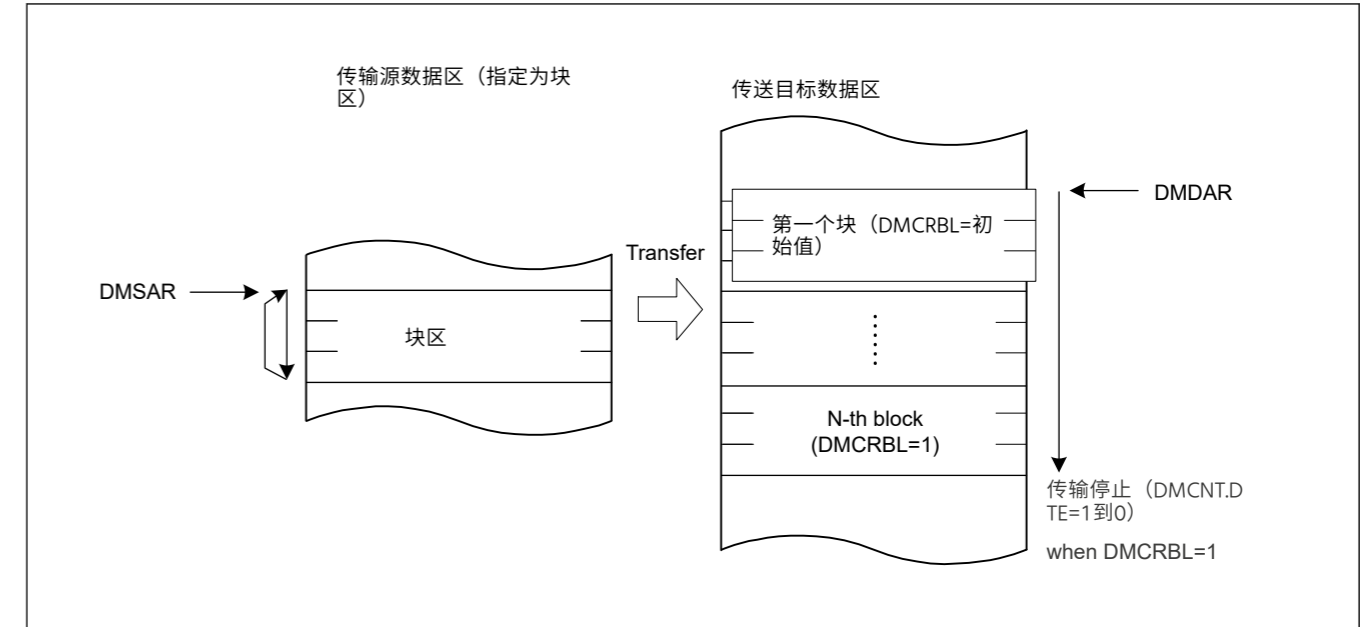 传输源数据区（指定为块
区）
传送目标数据区
DMDAR
第一个块（DMCRBL=初
始值）
Transfer
DMSAR
块区
N-th block
(DMCRBL=1)
传输停止（DMCNT.D
TE=1到0）
when DMCRBL=1